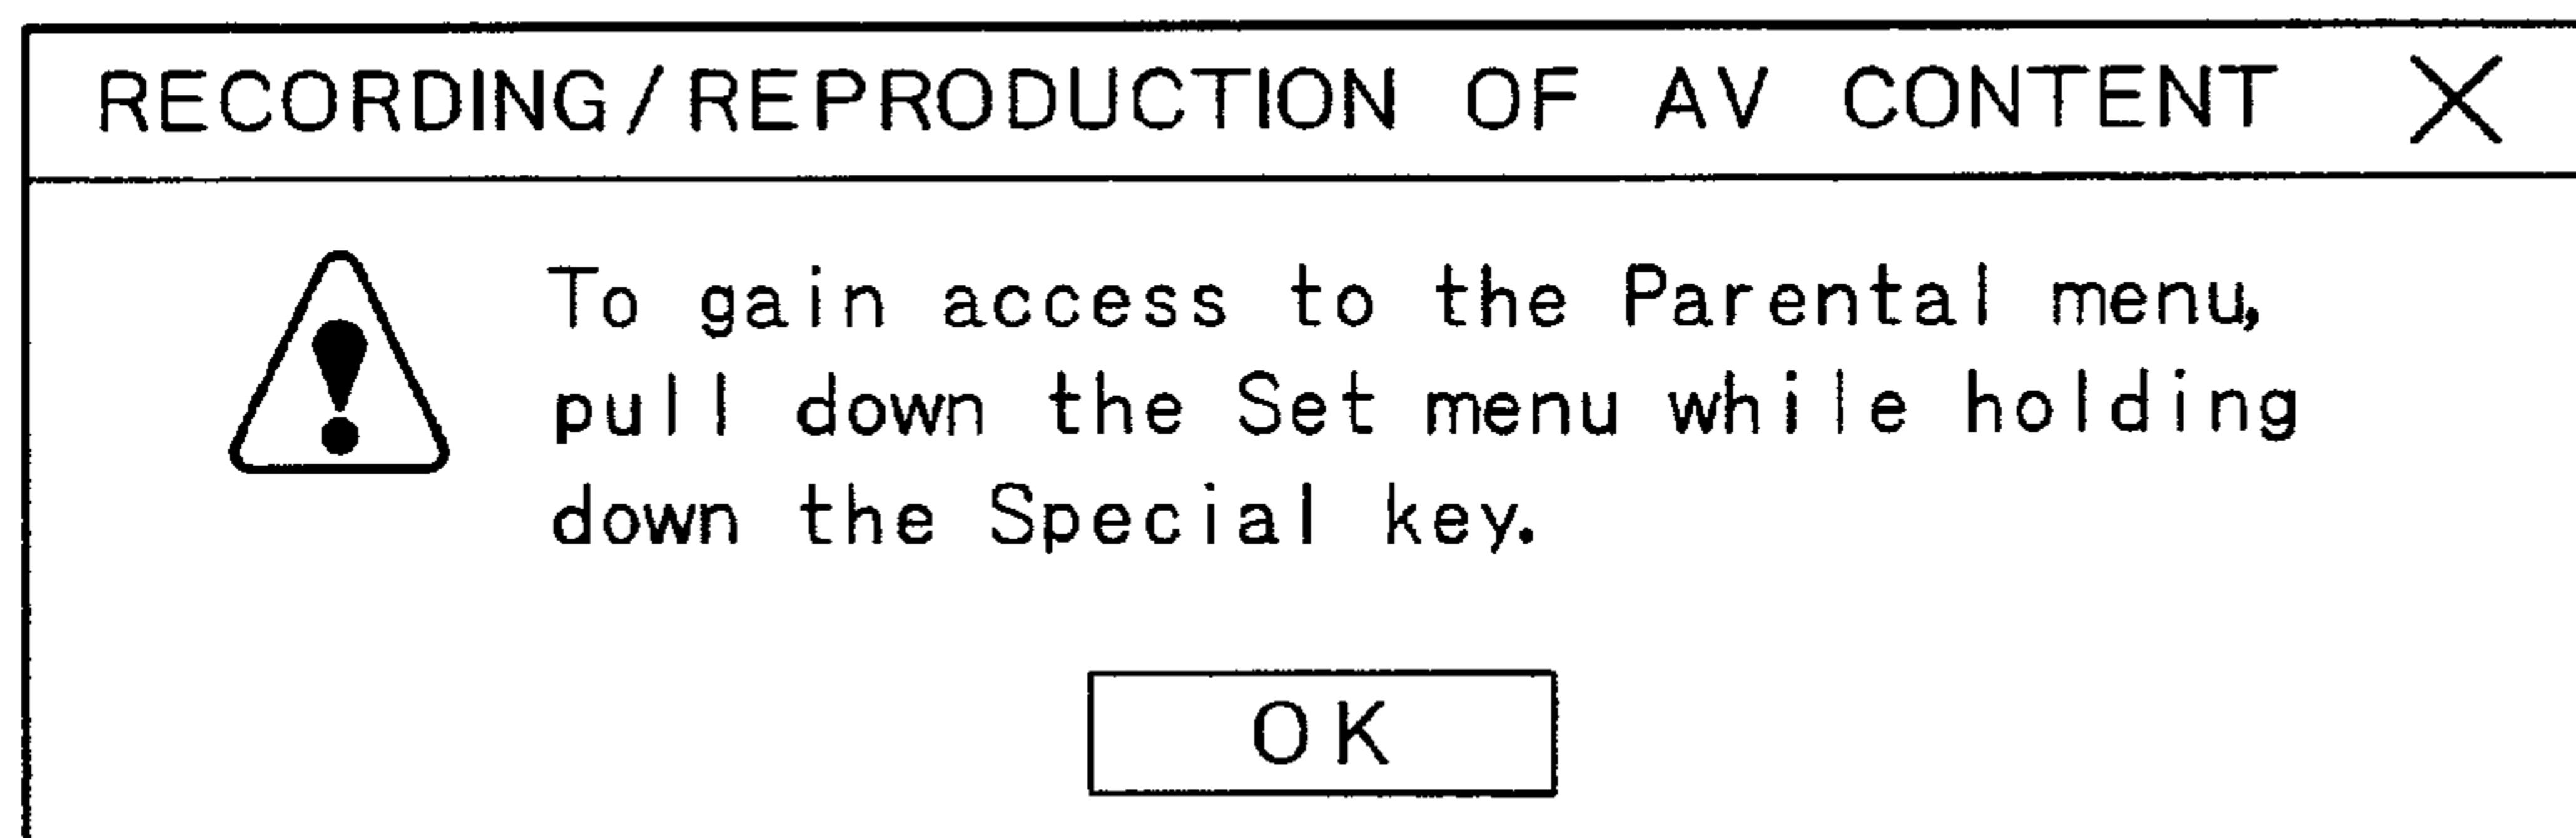 RECORDING/REPRODUCTION OF AV CONTENT X
To gain access to the Parental menu,
pull down the Set menu while holding
down the Special key.
OK